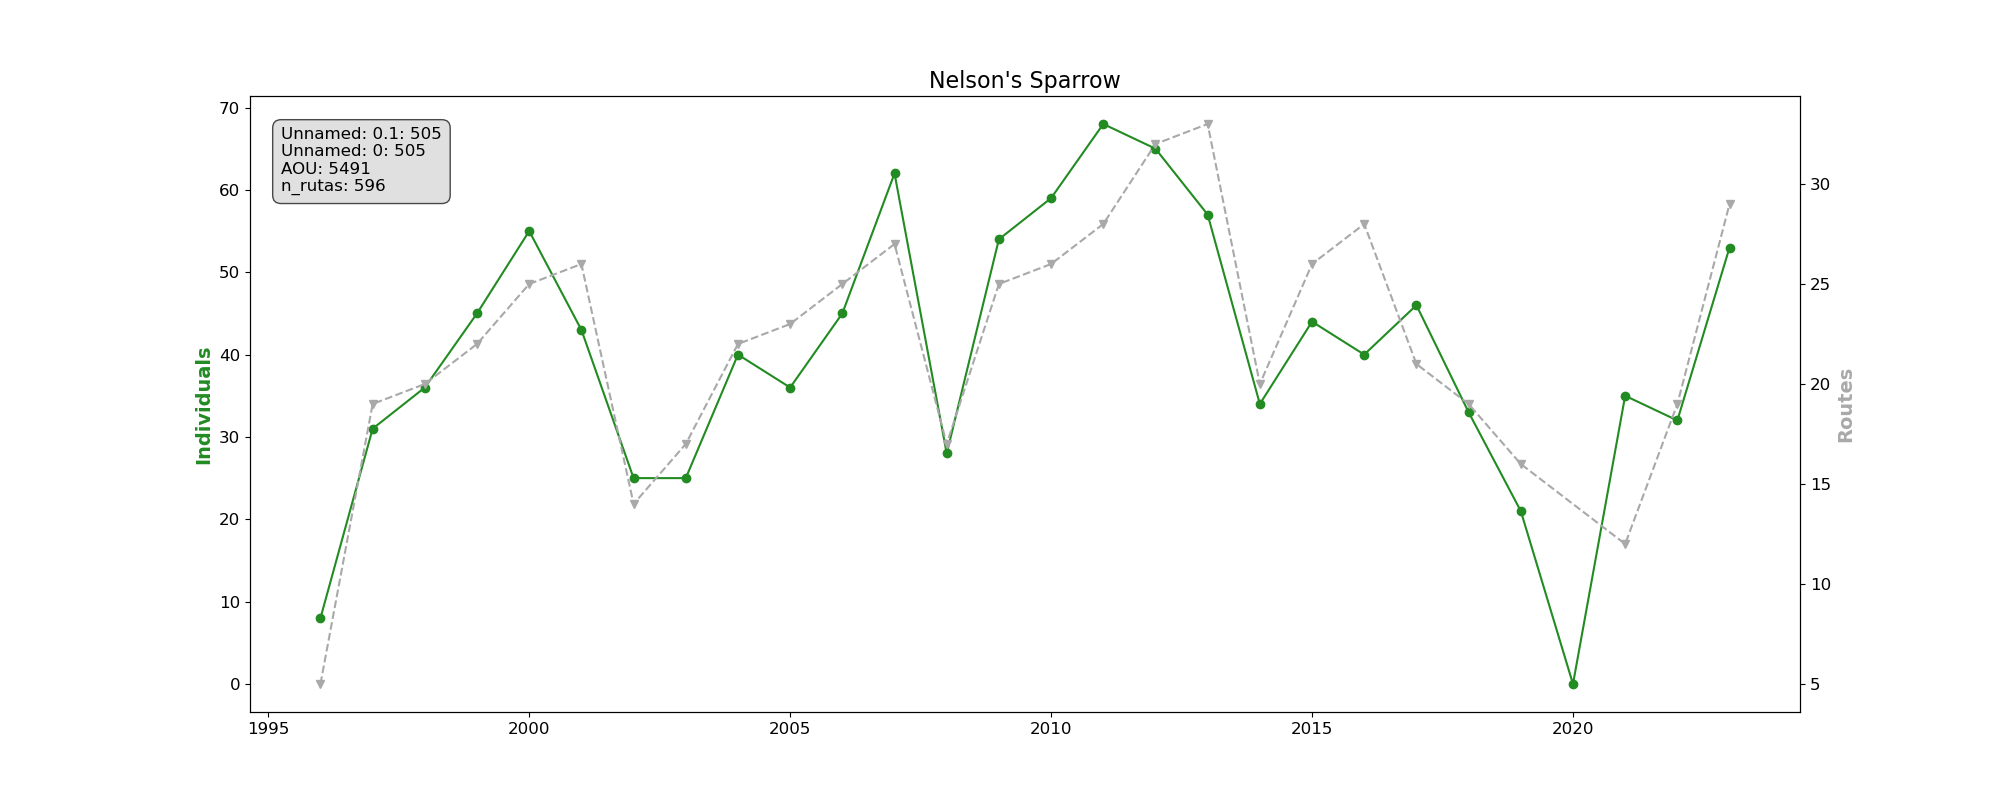 Nelson's Sparrow
Unnamed: 0.1: 505
Unnamed: 0: 505
AOU: 5491
n_rutas: 596
Individuals
70
60
50
40
30
20
10
0
Routes
30
25
20
15
10
5
1995
2000
2005
2010
2015
2020